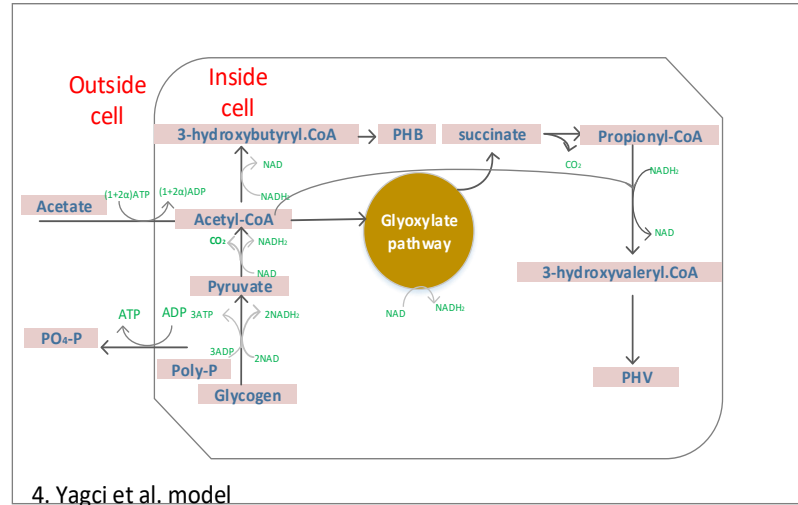 Outside
cell
Inside
cell
3-hydroxybutyryl.CoA
PHB
succinate
Propionyl-CoA
CO₂
NAD
NADH₂
NADH₂
NAD
(1+2α)ATP
(1+2α)ADP
Acetate
Acetyl-CoA
Glyoxylate
pathway
CO₂
NADH₂
NAD
Pyruvate
NAD
NADH₂
3-hydroxyvaleryl.CoA
ATP
ADP
3ATP
2NADH₂
PO₄-P
3ADP
2NAD
Poly-P
Glycogen
PHV
4. Yagci et al. model